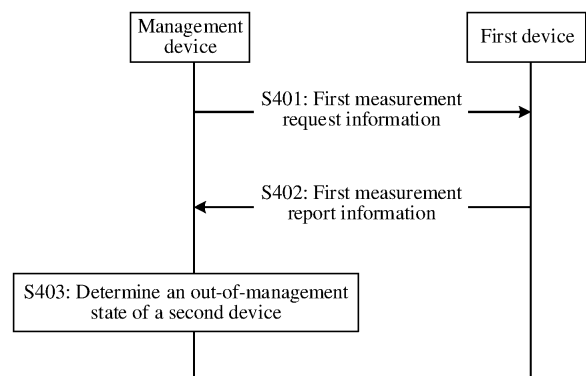 Management
device
First device
S401: First measurement
request information
S402: First measurement
report information
S403: Determine an out-of-management
state of a second device